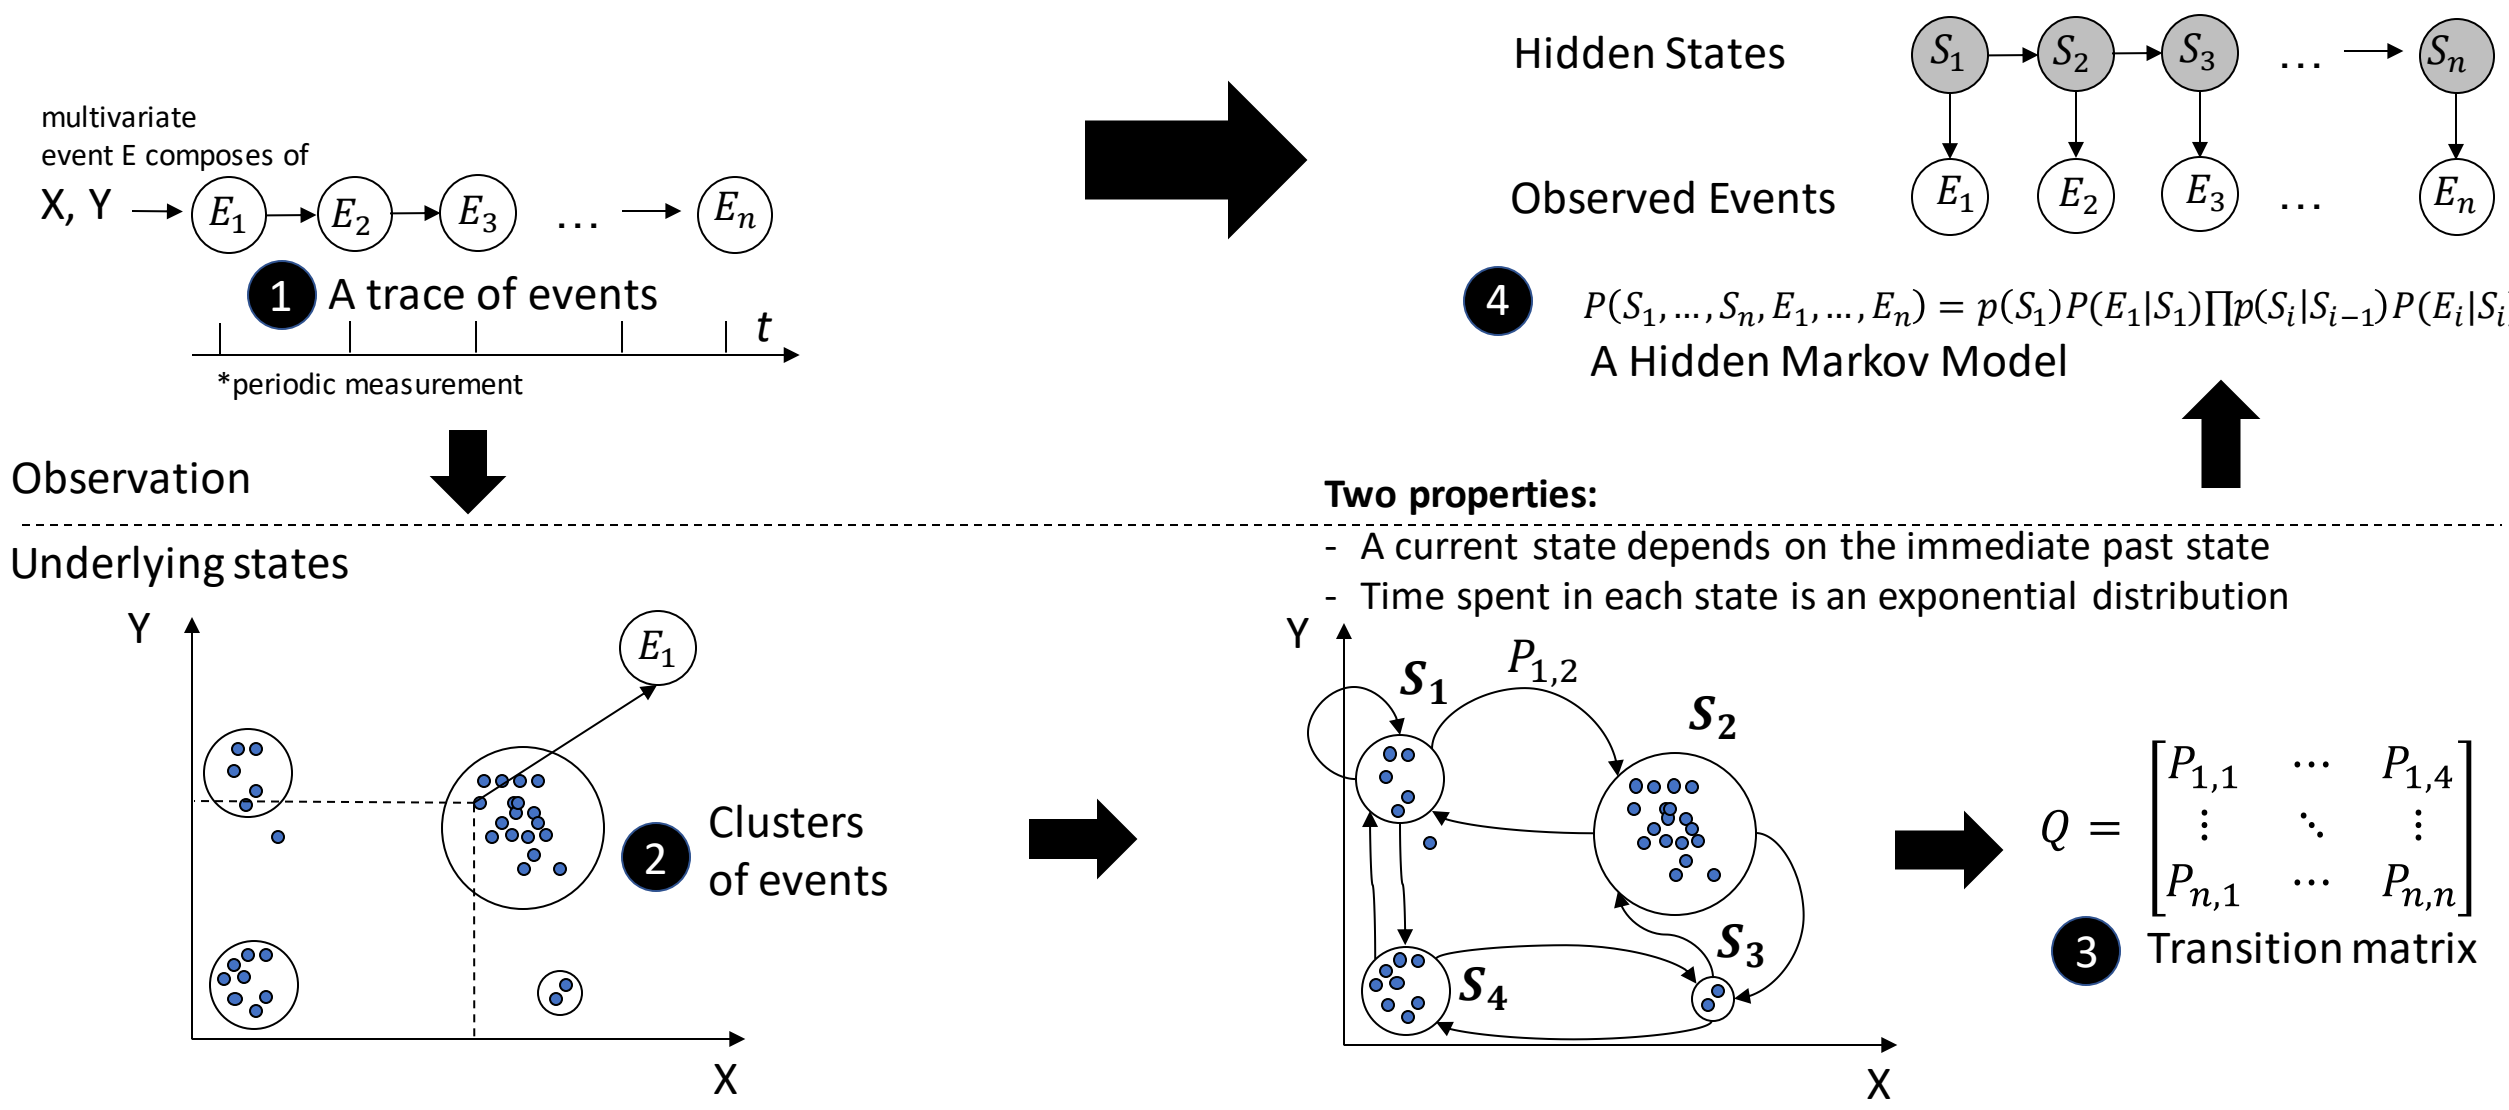 multivariate
event E composes of
X, Y
E₁
E₂
E₃
...
Eₙ
1
A trace of events
t
*periodic measurement
Hidden States
S₁
S₂
S₃
...
Sₙ
Observed Events
E₁
E₂
E₃
...
Eₙ
4
P(S₁, ..., Sₙ, E₁, ..., Eₙ) = p(S₁)P(E₁|S₁)∏p(Sᵢ|Sᵢ₋₁)P(Eᵢ|Sᵢ)
A Hidden Markov Model
Observation
Underlying states
Two properties:
- A current state depends on the immediate past state
- Time spent in each state is an exponential distribution
Y
E₁
2
Clusters
of events
X
Y
S₁
P₁,₂
S₂
S₃
S₄
X
Q =
P₁,₁ ⋯ P₁,₄
⋮ ⋱ ⋮
Pₙ,₁ ⋯ Pₙ,ₙ
3
Transition matrix